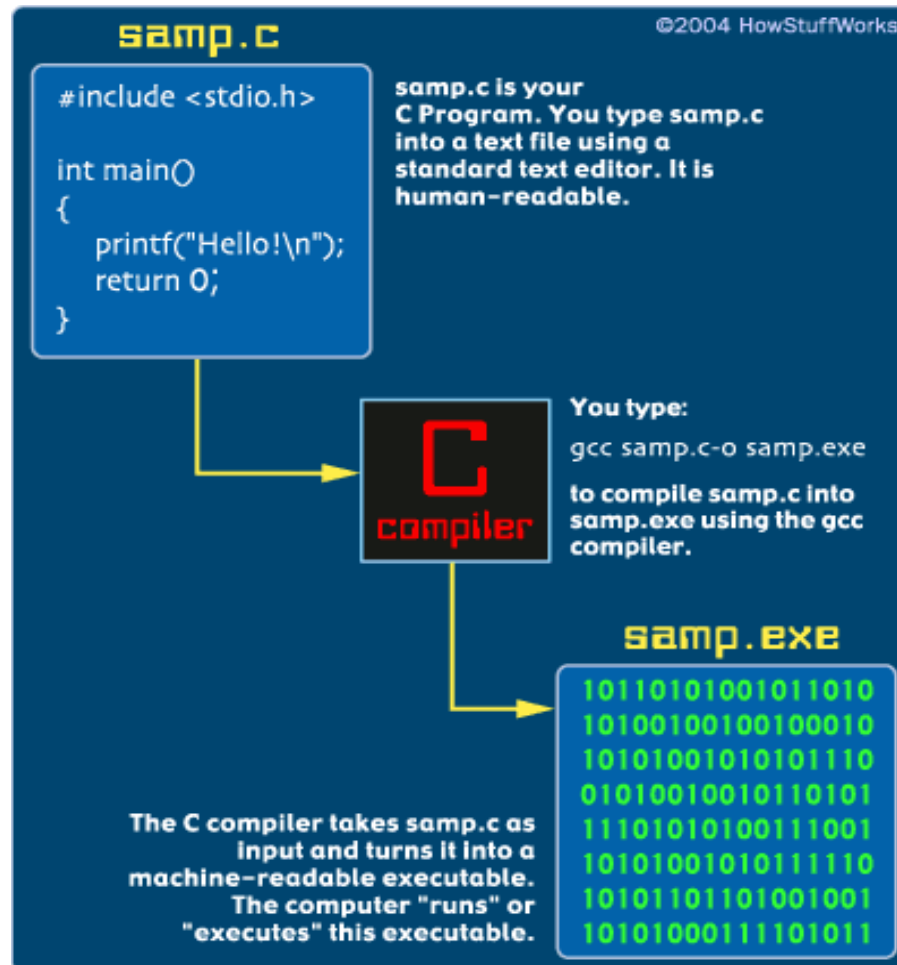 ©2004 HowStuffWorks
samp.c
#include <stdio.h>
int main()
{
printf("Hello!\n");
return 0;
}
samp.c is your
C Program. You type samp.c
into a text file using a
standard text editor. It is
human-readable.
C
compiler
You type:
gcc samp.c-o samp.exe
to compile samp.c into
samp.exe using the gcc
compiler.
samp.exe
10110101001011010
10100100100100010
10101001010101110
01010010010110101
11101010100111001
10101001010111110
10101101101001001
10101000111101011
The C compiler takes samp.c as
input and turns it into a
machine-readable executable.
The computer "runs" or
"executes" this executable.